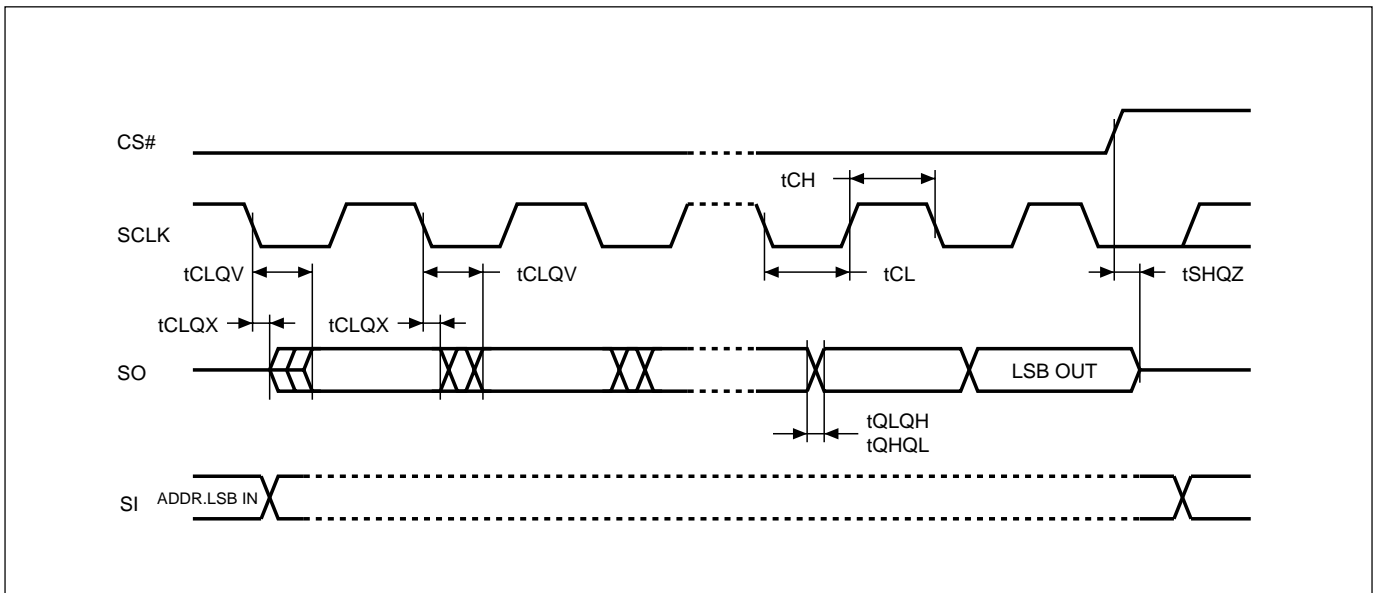 CS#
tCH
SCLK
tCLQV
tCLQV
tCL
tSHQZ
tCLQX
tCLQX
SO
LSB OUT
tQLQH
tQHQL
SI
ADDR.LSB IN